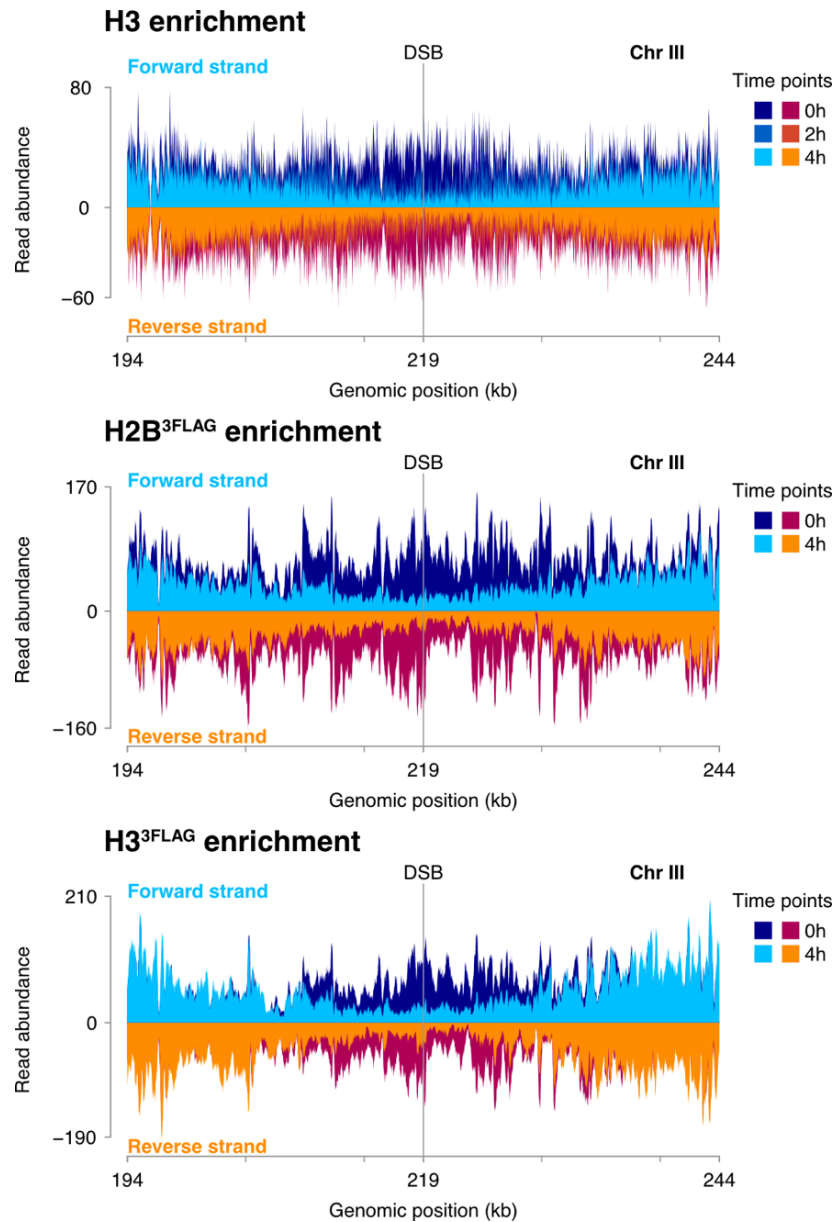 H3 enrichment
Forward strand
DSB
Chr III
Time points
0h
2h
4h
80
0
−60
Read abundance
Reverse strand
194
219
244
Genomic position (kb)
H2B3FLAG enrichment
Forward strand
DSB
Chr III
Time points
0h
4h
170
0
−160
Read abundance
Reverse strand
194
219
244
Genomic position (kb)
H33FLAG enrichment
Forward strand
DSB
Chr III
Time points
0h
4h
210
0
−190
Read abundance
Reverse strand
194
219
244
Genomic position (kb)